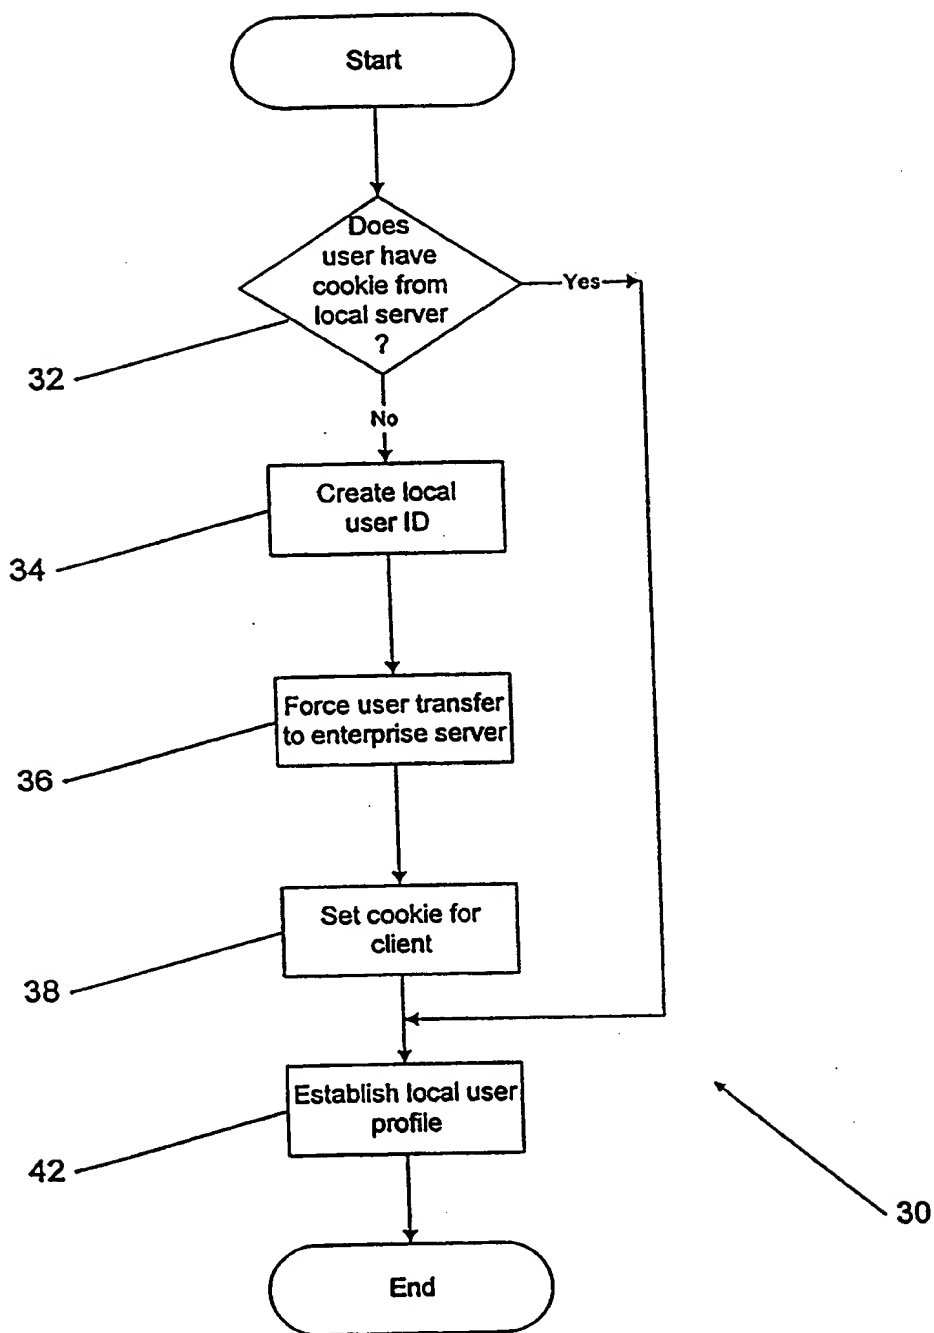 Start
Does
user have
cookie from
local server
?
Yes
32
No
Create local
user ID
34
Force user transfer
to enterprise server
36
Set cookie for
client
38
Establish local user
profile
42
30
End